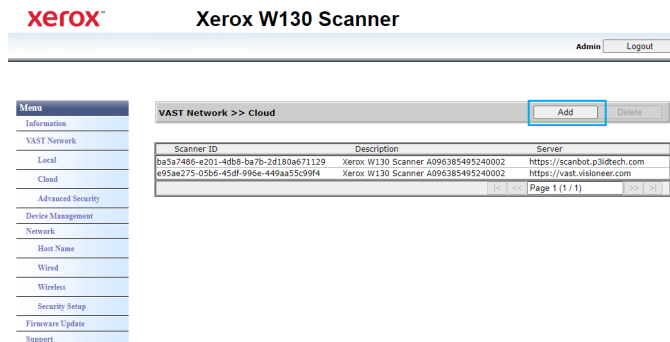 xerox™ Xerox W130 Scanner
Admin Logout
Menu
Information
VAST Network
Local
Cloud
Advanced Security
Device Management
Network
Host Name
Wired
Wireless
Security Setup
Firmware Update
Support
VAST Network >> Cloud Add Delete
Scanner ID Description Server
ba5a7486-e201-4db8-ba7b-2d180a671129 Xerox W130 Scanner A096385495240002 https://scanbot.p3idtech.com
e95ae275-05b6-45df-996e-449aa55c99f4 Xerox W130 Scanner A096385495240002 https://vast.visioneer.com
|< << Page 1 (1 / 1) >> >|